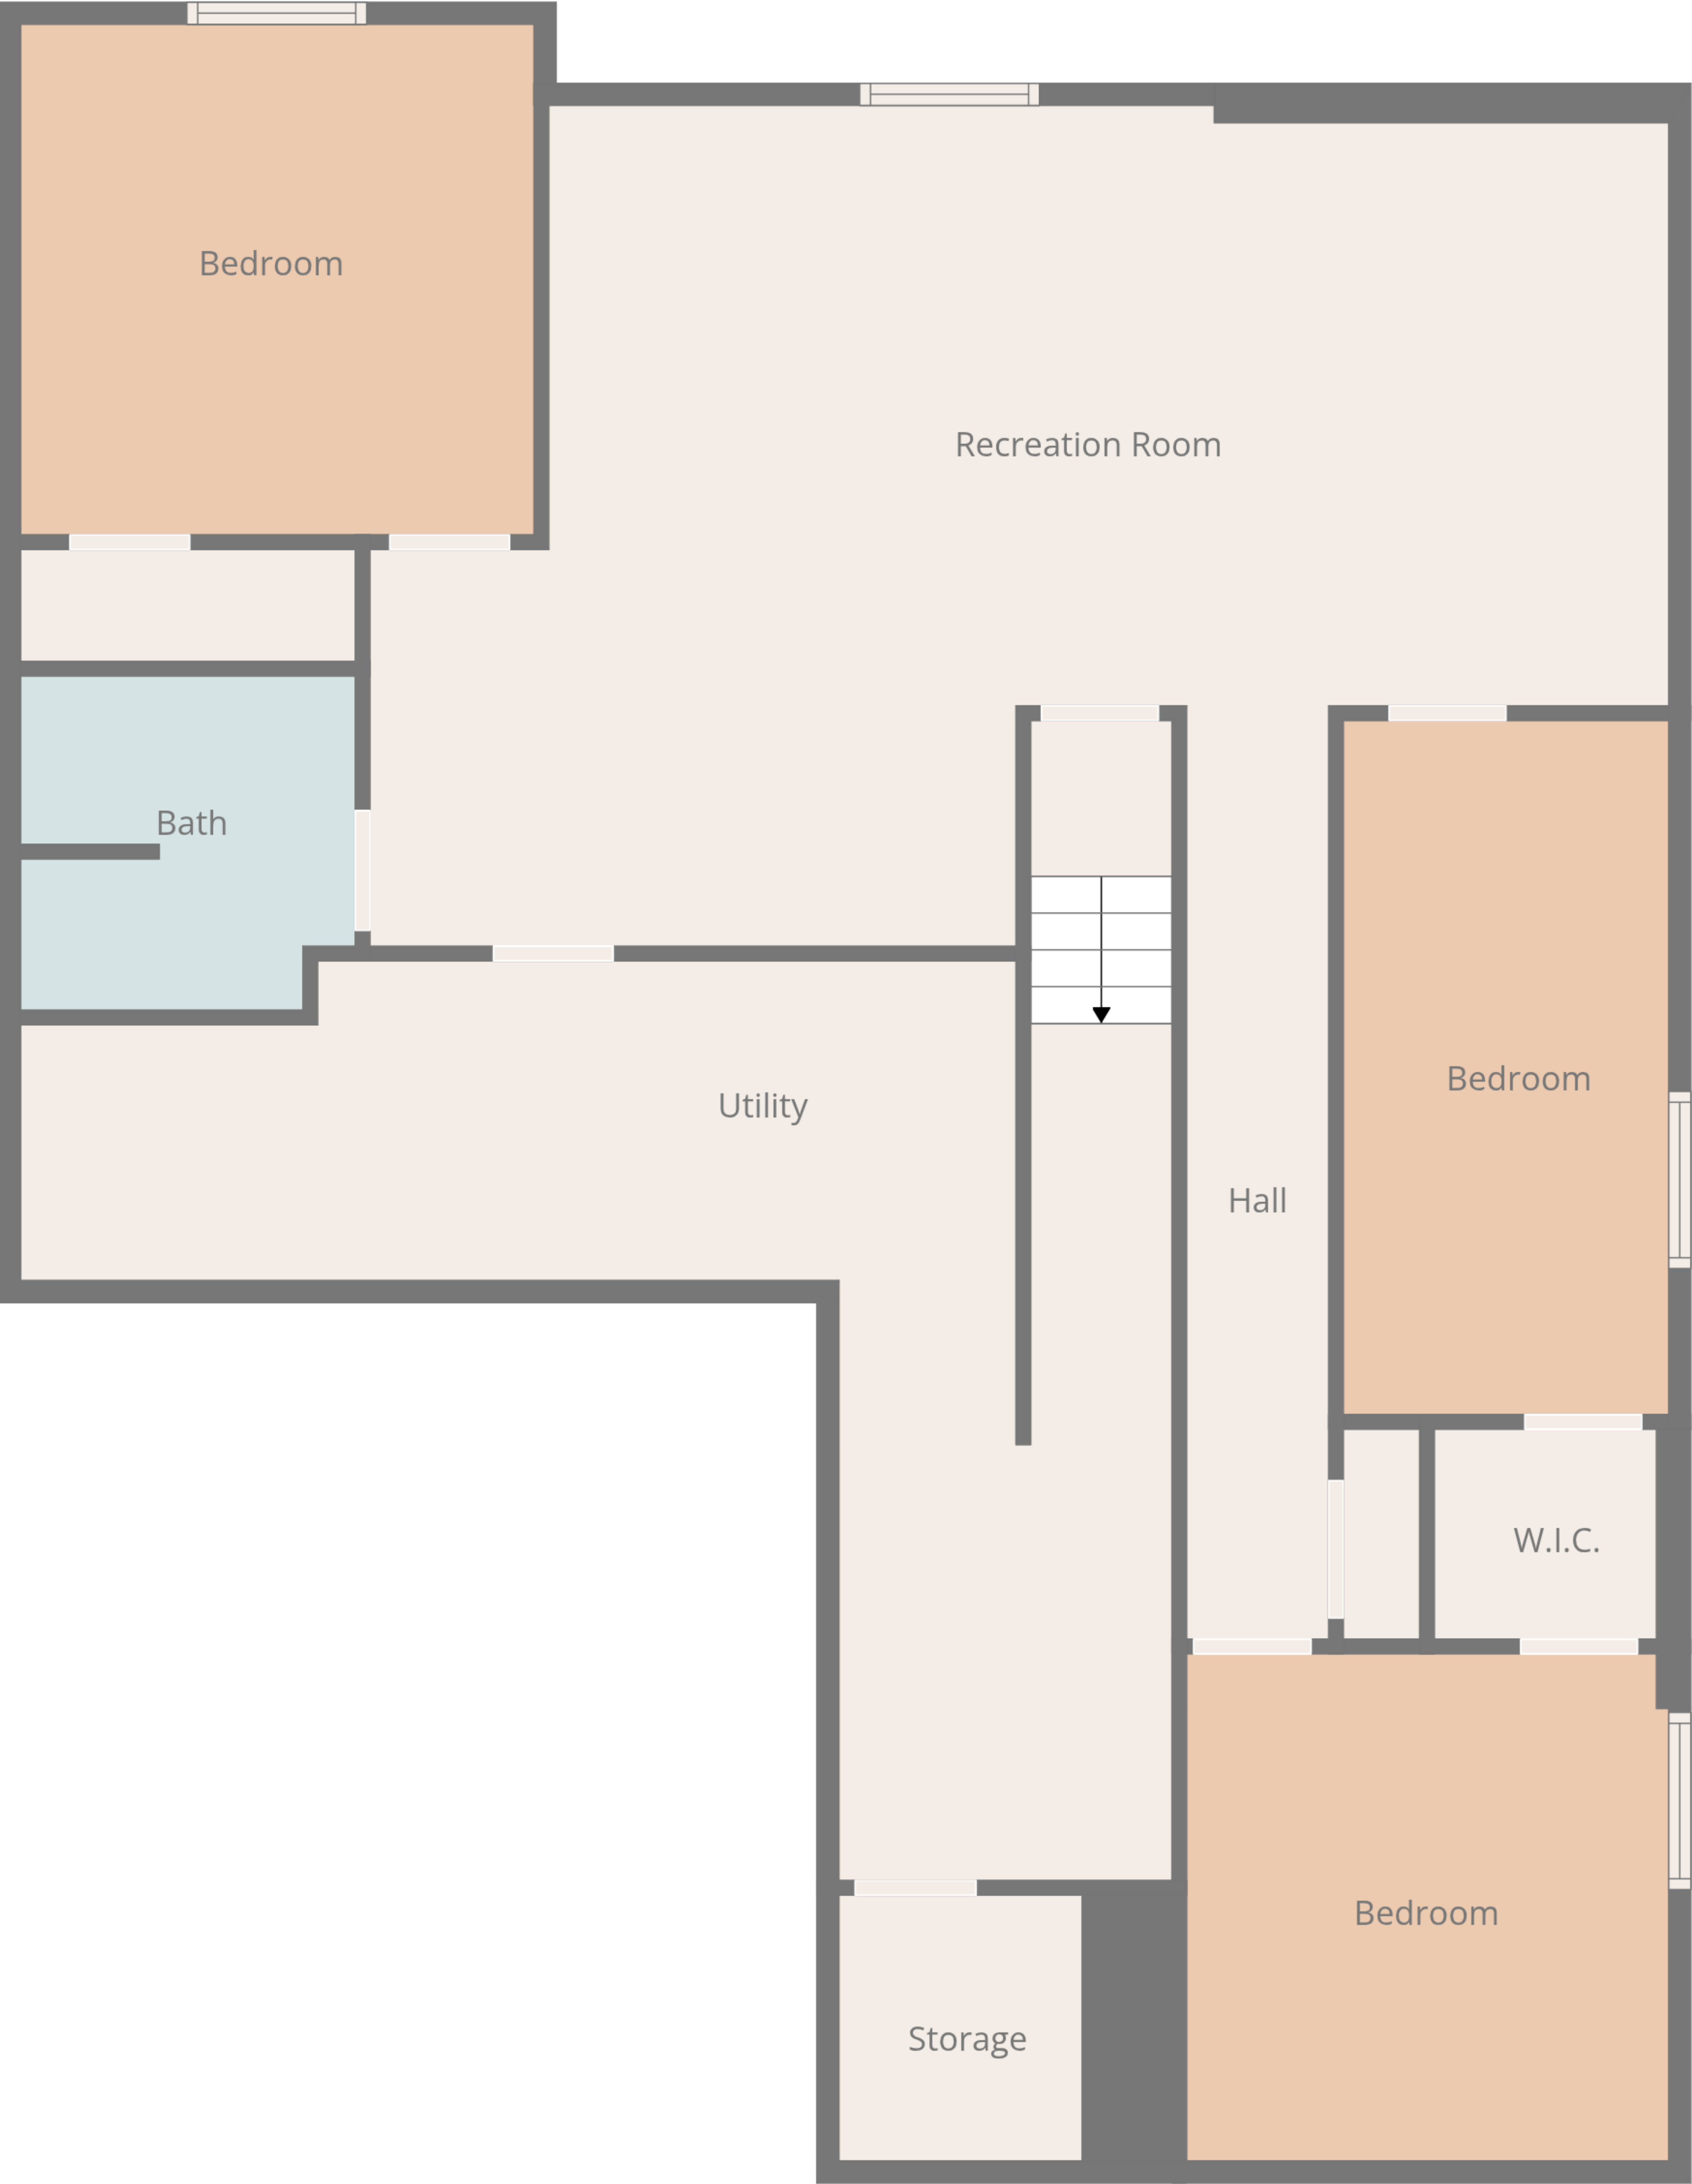 Bedroom
Recreation Room
Bath
Bedroom
Utility
Hall
W.I.C.
Bedroom
Storage